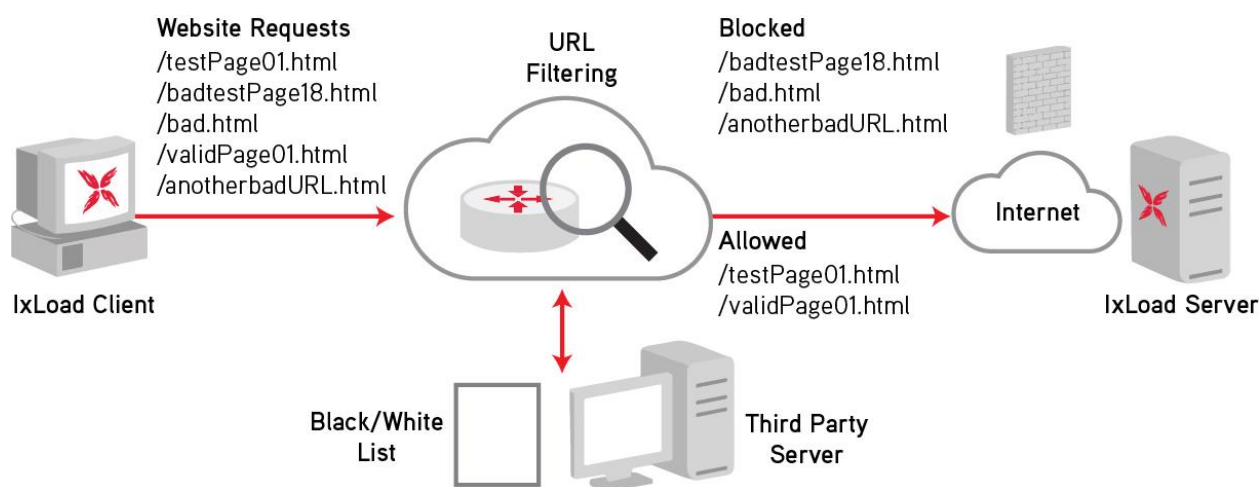 Website Requests
/testPage01.html
/badtestPage18.html
/bad.html
/validPage01.html
/anotherbadURL.html
IxLoad Client
URL
Filtering
Blocked
/badtestPage18.html
/bad.html
/anotherbadURL.html
Allowed
/testPage01.html
/validPage01.html
Internet
IxLoad Server
Black/White
List
Third Party
Server